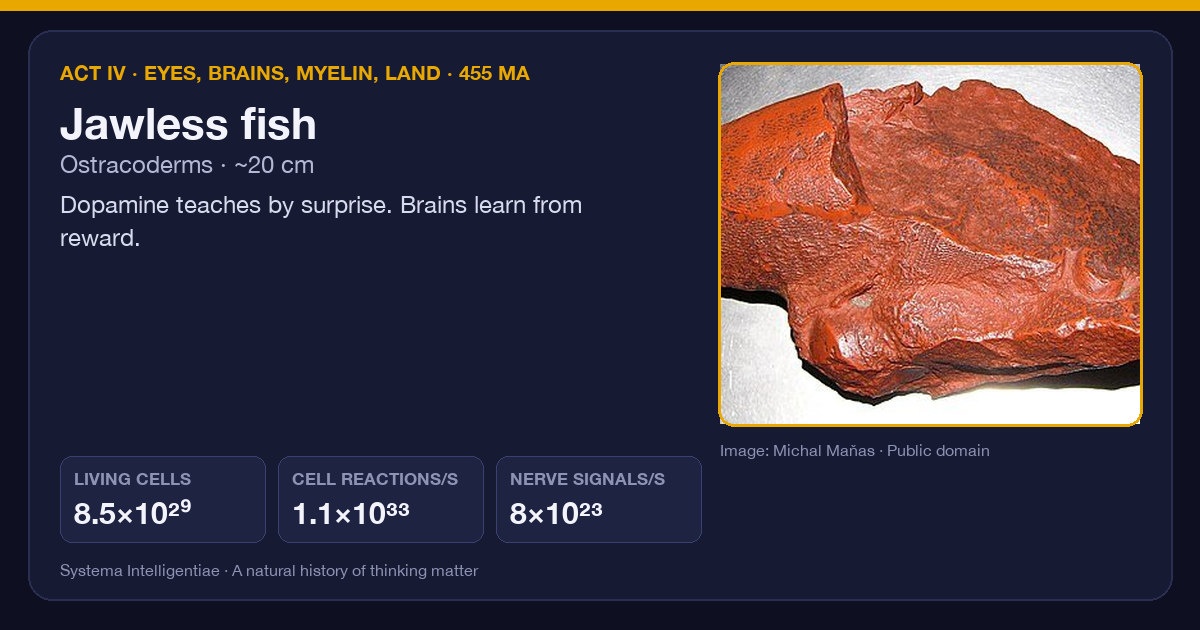 ACT IV · EYES, BRAINS, MYELIN, LAND · 455 MA
Jawless fish
Ostracoderms · ~20 cm
Dopamine teaches by surprise. Brains learn from
reward.
LIVING CELLS
8.5×10²⁹
CELL REACTIONS/S
1.1×10³³
NERVE SIGNALS/S
8×10²³
Image: Michal Maňas · Public domain
Systema Intelligentiae · A natural history of thinking matter